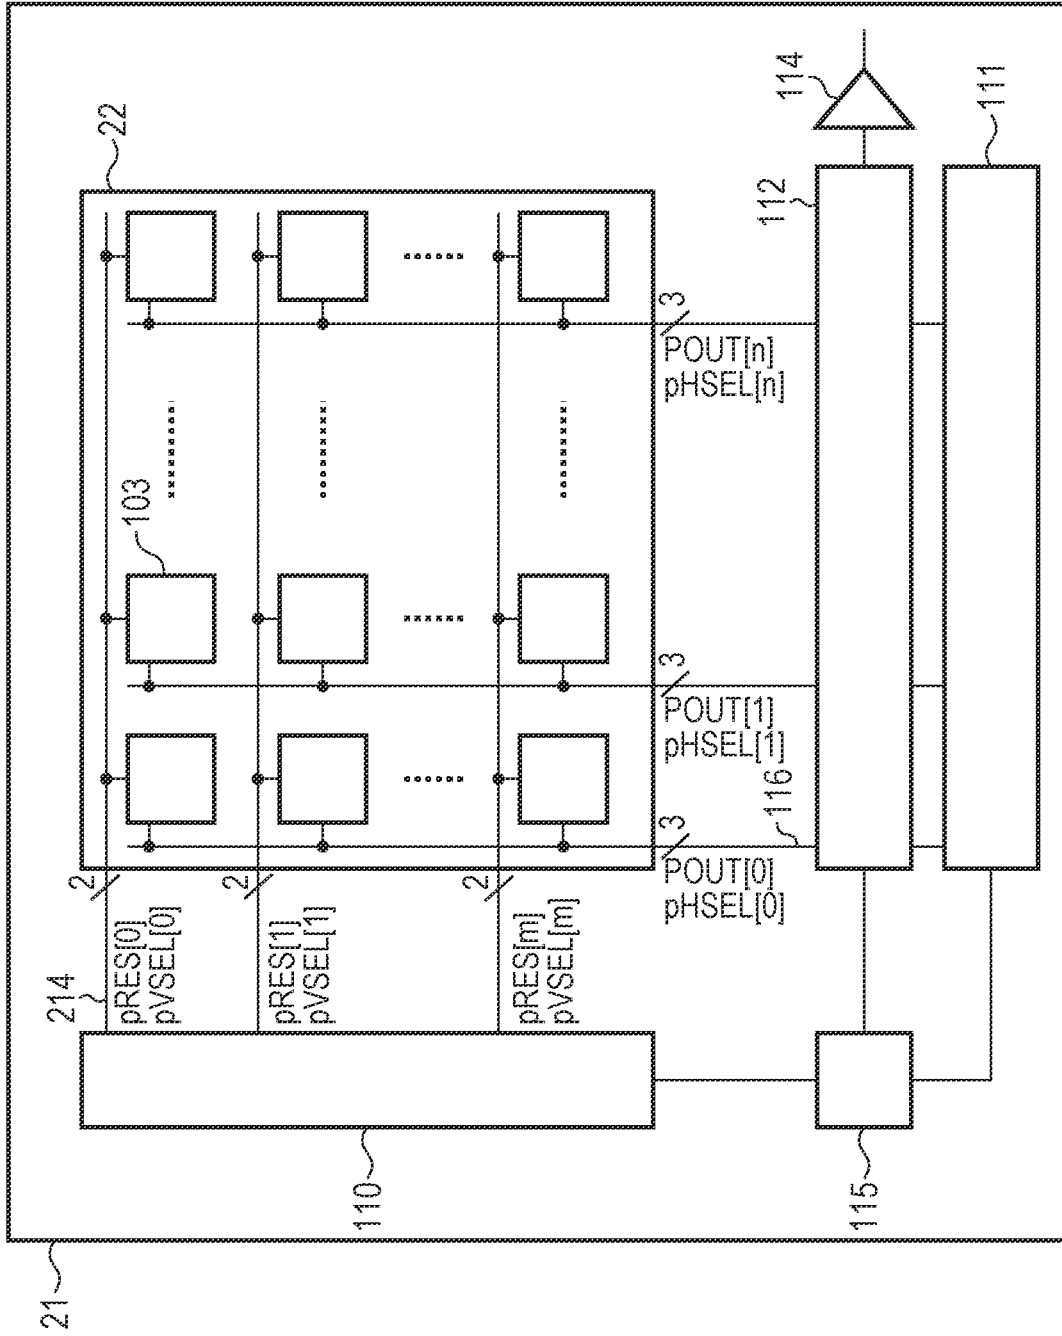 21
22
110
214
2
pRES[0]
pVSEL[0]
2
pRES[1]
pVSEL[1]
2
pRES[m]
pVSEL[m]
103
3
POUT[0]
pHSEL[0]
116
3
POUT[1]
pHSEL[1]
3
POUT[n]
pHSEL[n]
115
112
114
111